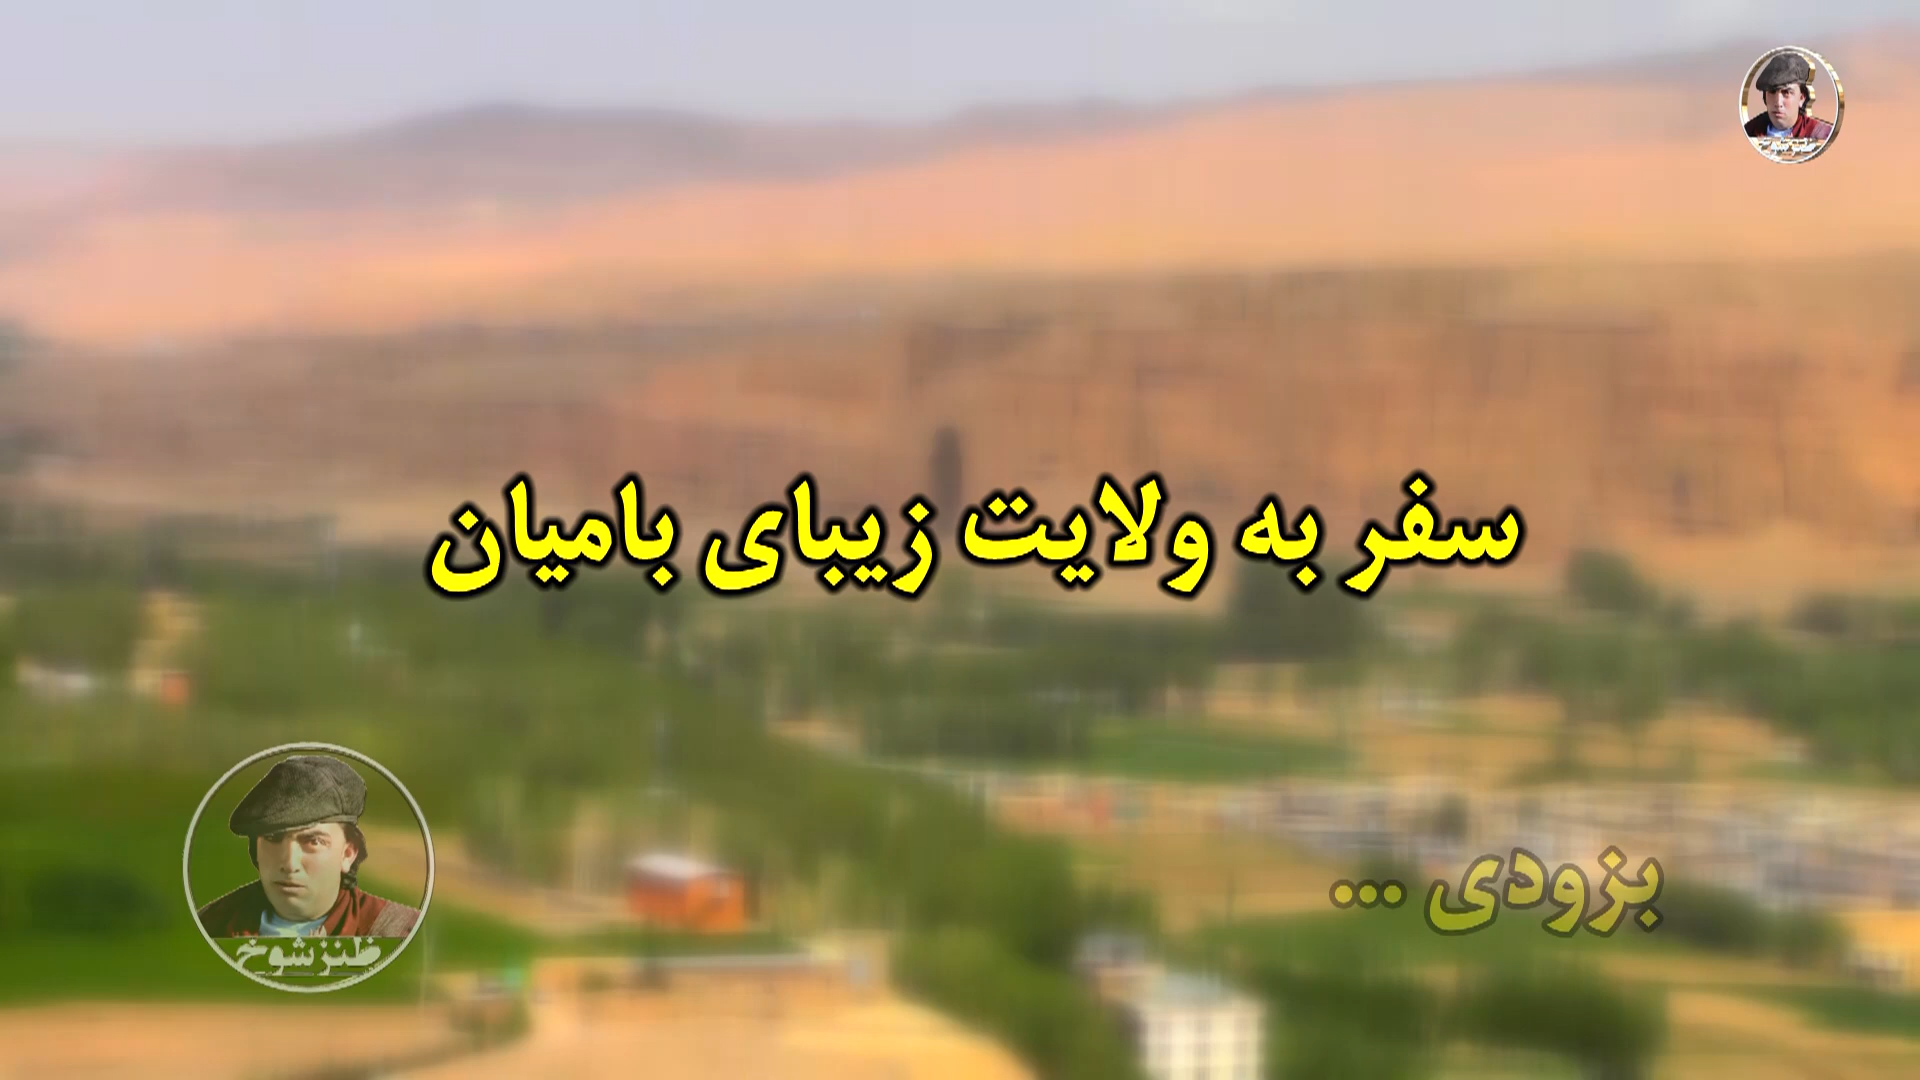 سفر به ولایت زیبای بامیان
بزودی ...
طنز شوخ